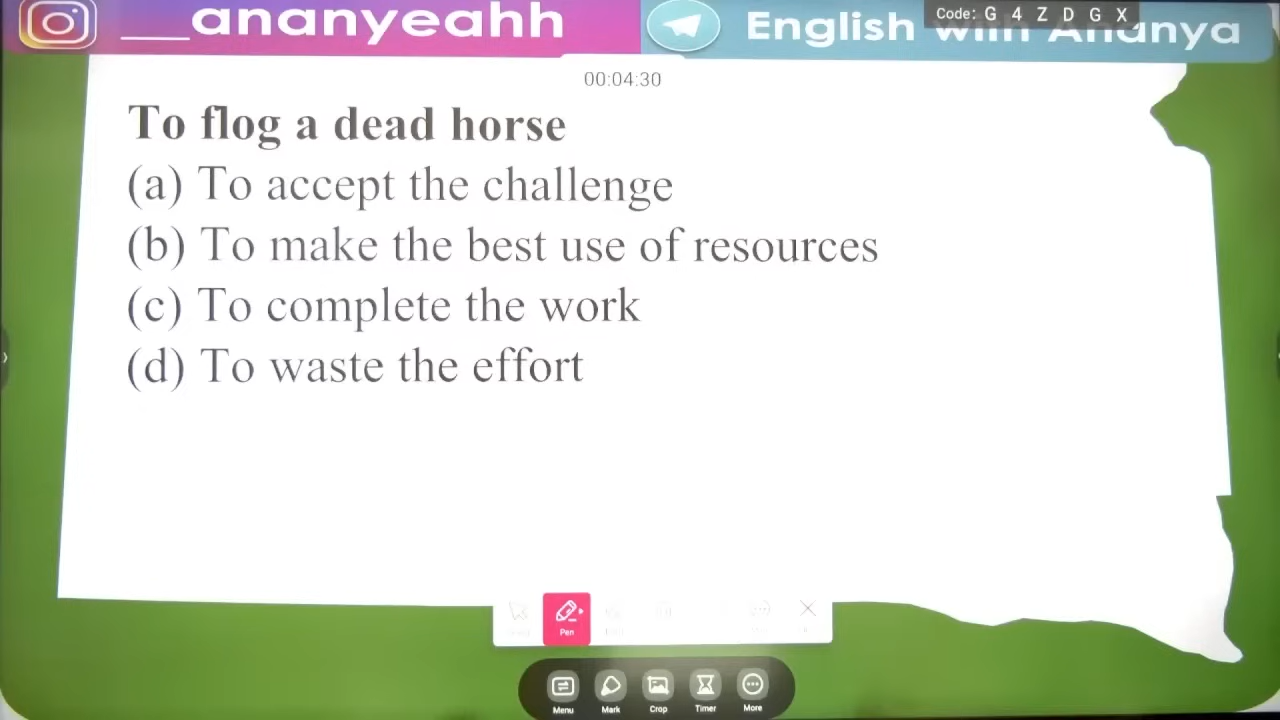 ___ananyeahh
English with Ananya
Code: G 4 Z D G X
00:04:30
To flog a dead horse
(a) To accept the challenge
(b) To make the best use of resources
(c) To complete the work
(d) To waste the effort
Pen
Menu
Mark
Crop
Timer
More